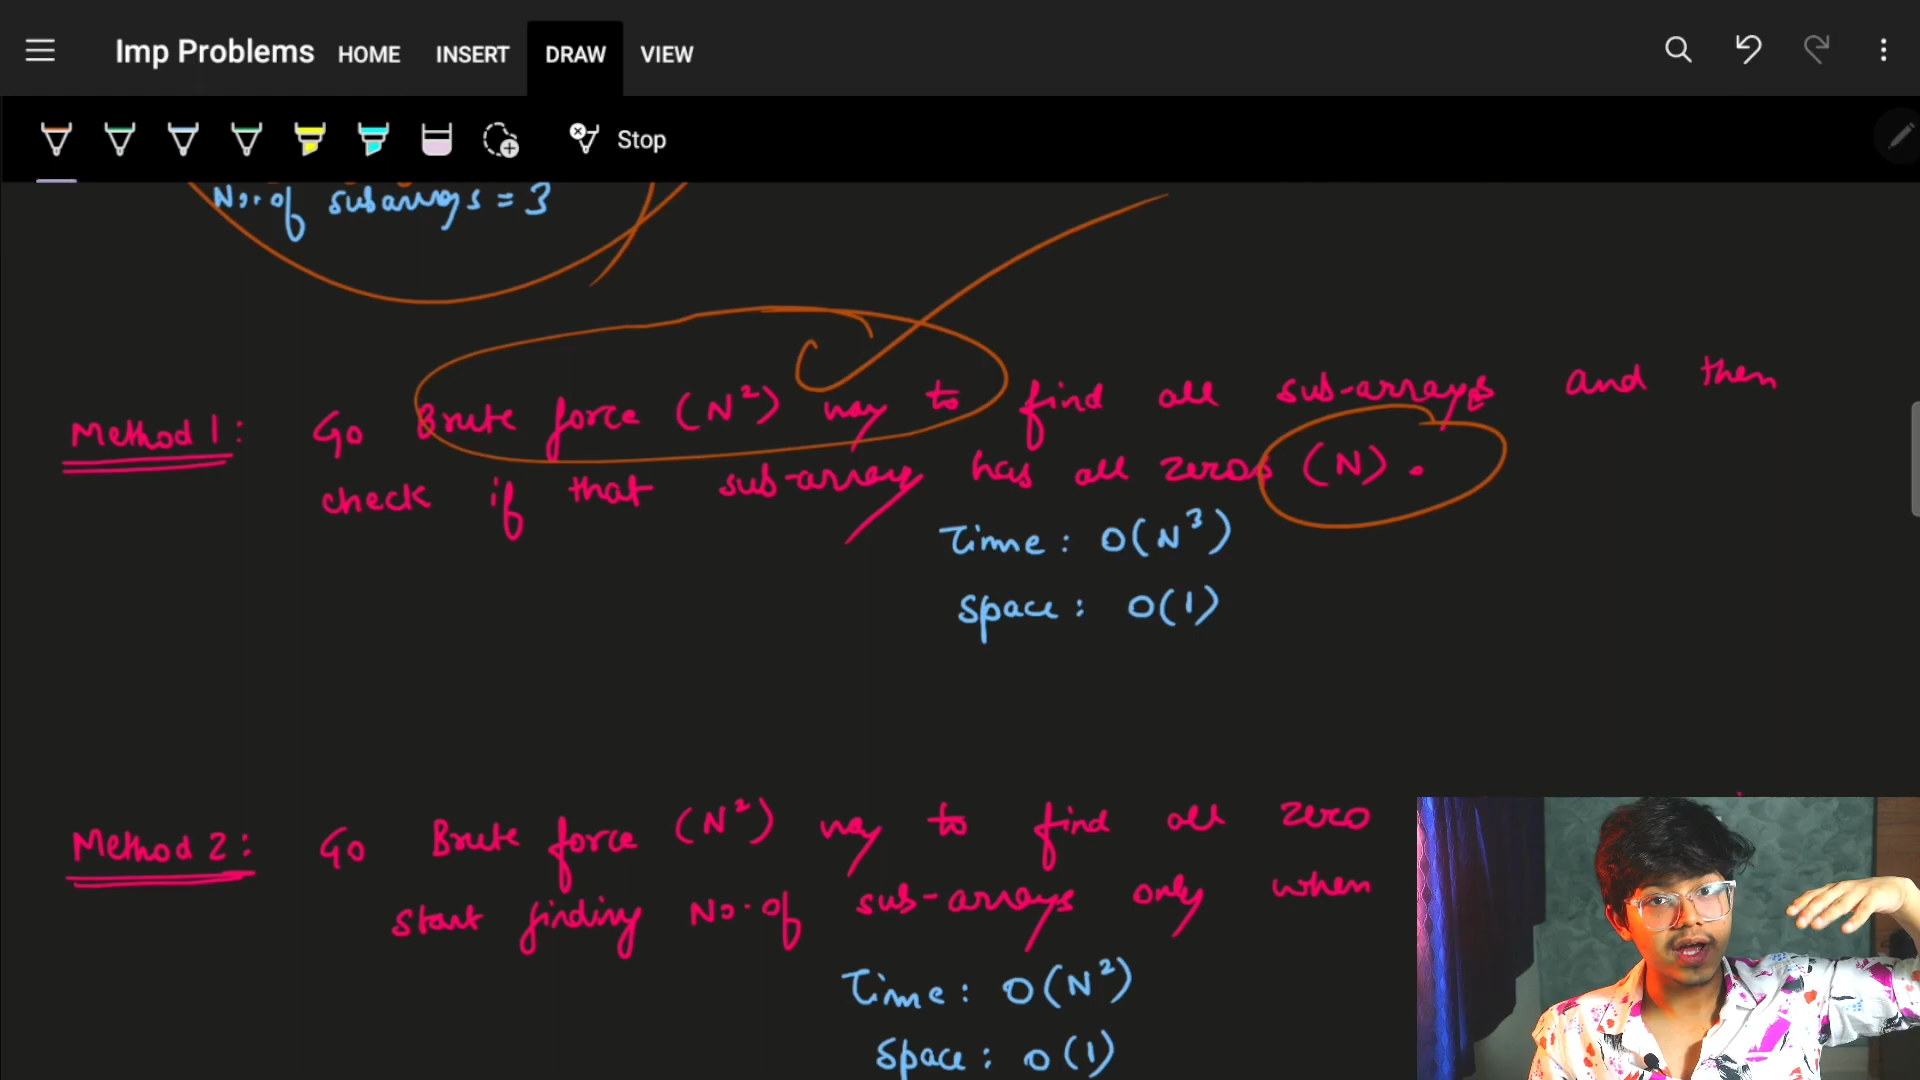 Imp Problems HOME INSERT DRAW VIEW
Stop
No. of subarrays = 3
Method 1: Go Brute force (N²) way to find all sub-arrays and then
check if that sub-array has all zeros (N).
Time: O(N³)
Space: O(1)
Method 2: Go Brute force (N²) way to find all zero
start finding No. of sub-arrays only when
Time: O(N²)
Space: O(1)